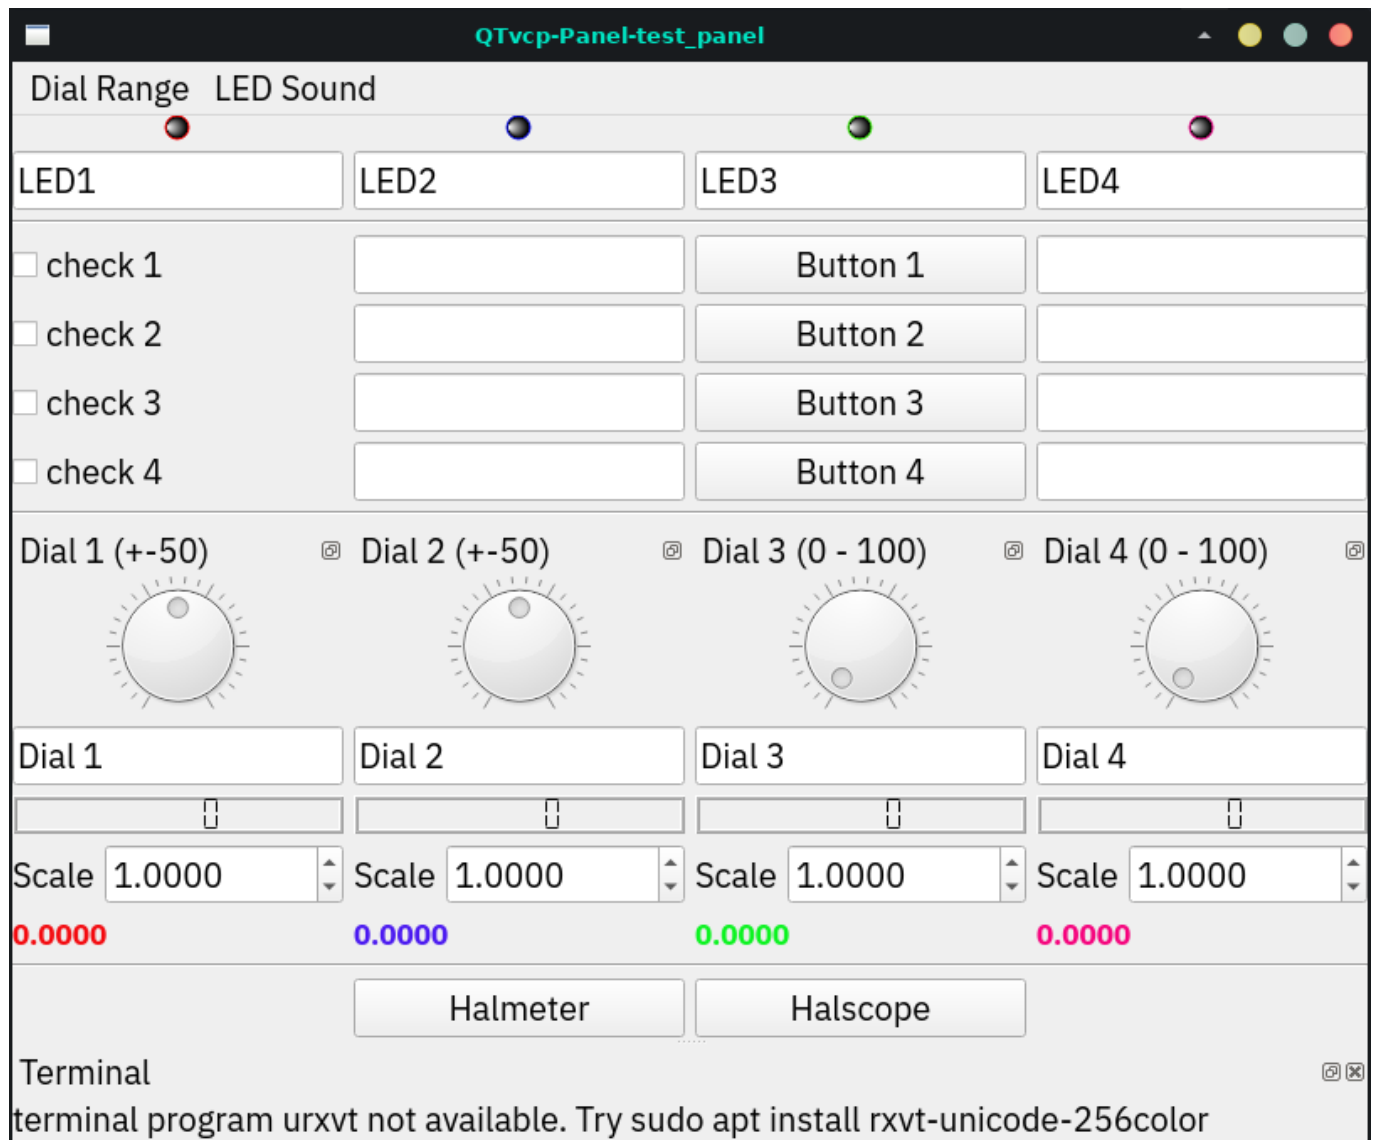 QTvcp-Panel-test_panel
Dial Range LED Sound
LED1 LED2 LED3 LED4
check 1 Button 1
check 2 Button 2
check 3 Button 3
check 4 Button 4
Dial 1 (+-50) Dial 2 (+-50) Dial 3 (0 - 100) Dial 4 (0 - 100)
Dial 1 Dial 2 Dial 3 Dial 4
0 0 0 0
Scale 1.0000 Scale 1.0000 Scale 1.0000 Scale 1.0000
0.0000 0.0000 0.0000 0.0000
Halmeter Halscope
Terminal
terminal program urxvt not available. Try sudo apt install rxvt-unicode-256color